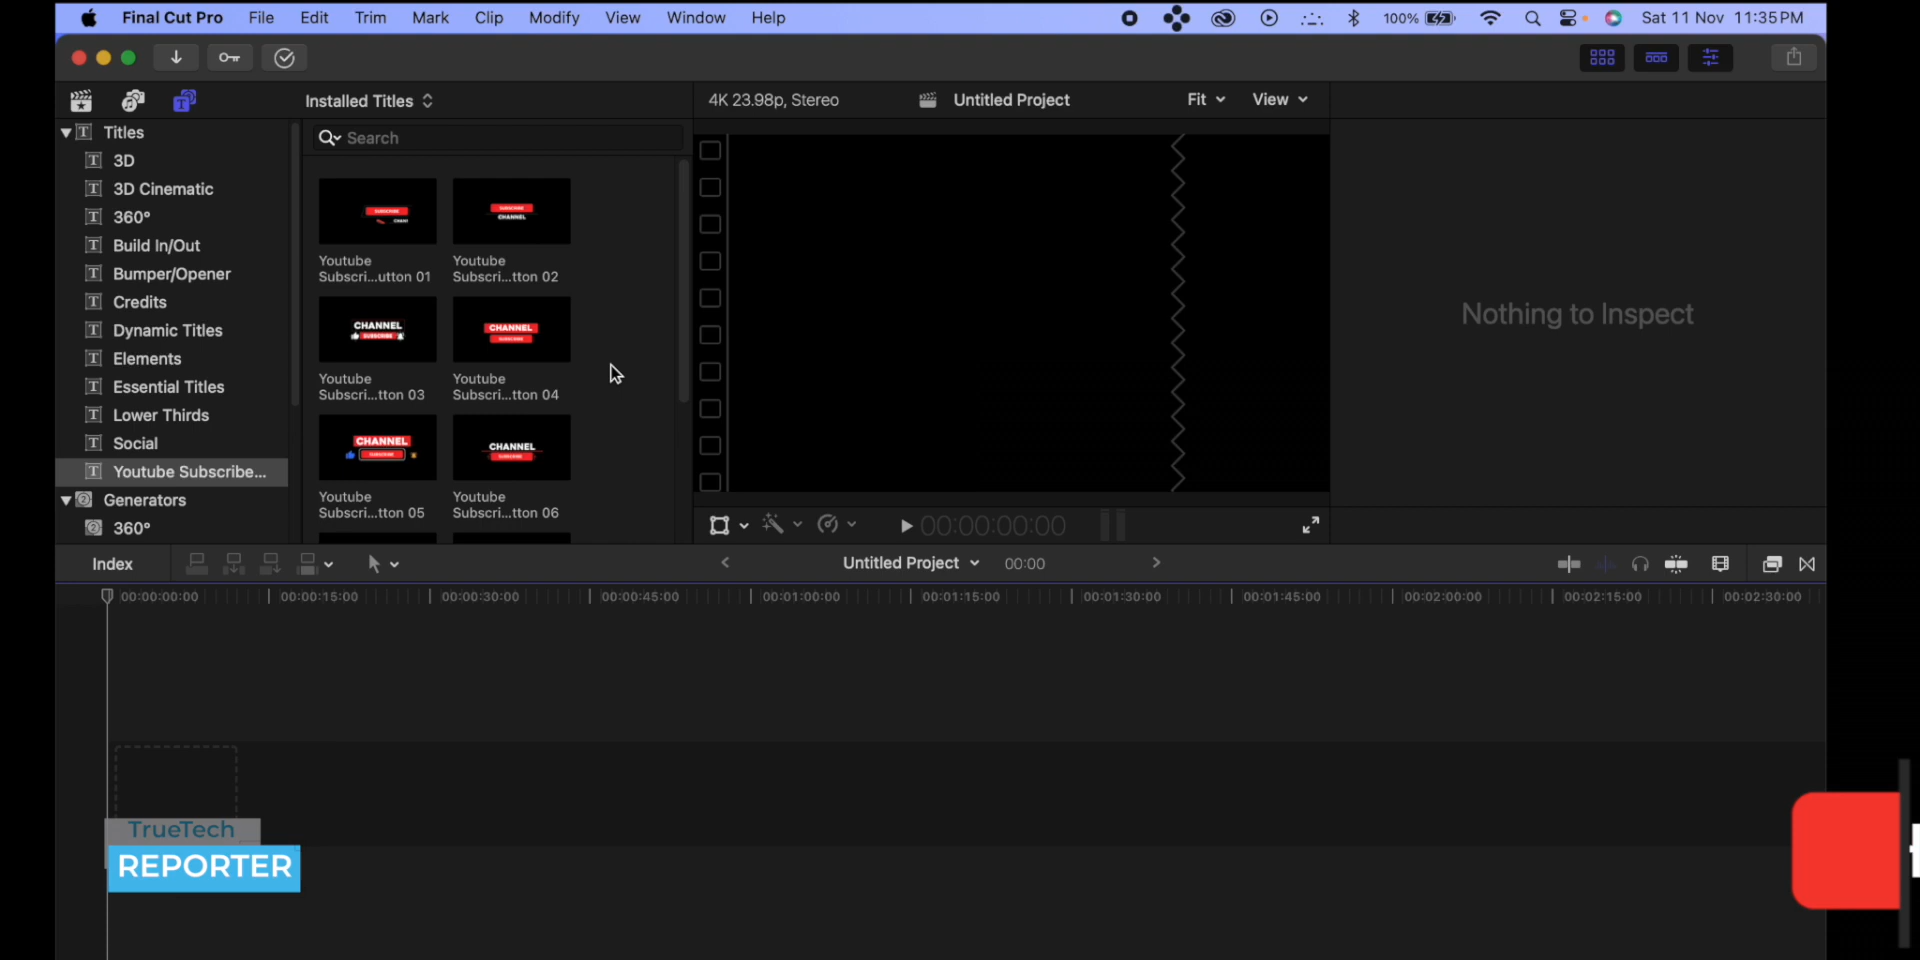 Final Cut Pro File Edit Trim Mark Clip Modify View Window Help 100% Sat 11 Nov 11:35 PM
Installed Titles
4K 23.98p, Stereo Untitled Project Fit View
Titles
3D
3D Cinematic
360°
Build In/Out
Bumper/Opener
Credits
Dynamic Titles
Elements
Essential Titles
Lower Thirds
Social
Youtube Subscribe...
Generators
360°
Search
SUBSCRIBE
SUBSCRIBE
CHANNEL
Youtube
Subscri...utton 01
Youtube
Subscri...tton 02
CHANNEL
SUBSCRIBE
CHANNEL
SUBSCRIBE
Youtube
Subscri...tton 03
Youtube
Subscri...tton 04
CHANNEL
SUBSCRIBE
CHANNEL
SUBSCRIBE
Youtube
Subscri...tton 05
Youtube
Subscri...tton 06
Nothing to Inspect
00:00:00:00
Index
Untitled Project 00:00
00:00:00:00 00:00:15:00 00:00:30:00 00:00:45:00 00:01:00:00 00:01:15:00 00:01:30:00 00:01:45:00 00:02:00:00 00:02:15:00 00:02:30:00
TrueTech
REPORTER